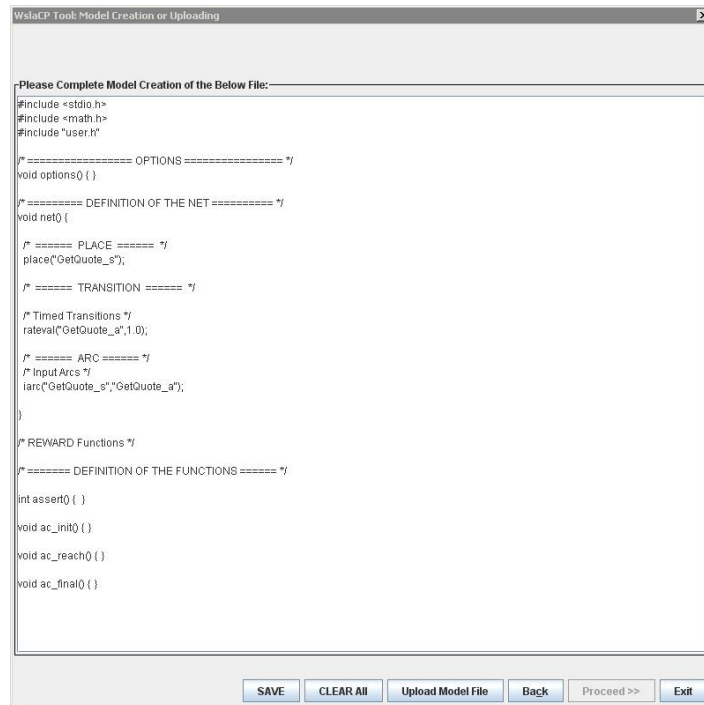 WslaCP Tool: Model Creation or Uploading
Please Complete Model Creation of the Below File:
#include <stdio.h>
#include <math.h>
#include "user.h"
/* ================= OPTIONS ================ */
void options() { }
/* ========= DEFINITION OF THE NET ========== */
void net() {
/* ====== PLACE ====== */
place("GetQuote_s");
/* ====== TRANSITION ====== */
/* Timed Transitions */
rateval("GetQuote_a",1.0);
/* ====== ARC ====== */
/* Input Arcs */
iarc("GetQuote_s","GetQuote_a");
}
/* REWARD Functions */
/* ======= DEFINITION OF THE FUNCTIONS ====== */
int assert() { }
void ac_init() { }
void ac_reach() { }
void ac_final() { }
SAVE CLEAR All Upload Model File Back Proceed >> Exit